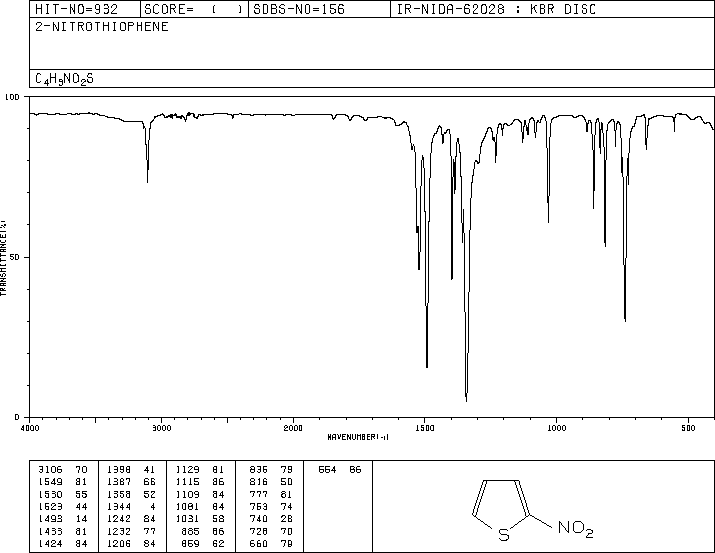 HIT-NO=932 SCORE= ( ) SDBS-NO=156 IR-NIDA-62028 : KBR DISC
2-NITROTHIOPHENE
C4H3NO2S
100
50
0
TRANSMITTANCE(%)
4000 3000 2000 1500 1000 500
WAVENUMBER(-1)
3106 70 1398 41 1129 81 836 79 554 86
1549 81 1387 66 1115 86 816 50
1530 55 1358 52 1109 84 777 81
1523 44 1344 4 1081 84 753 74
1493 14 1242 84 1031 58 740 28
1433 81 1232 77 885 86 728 70
1424 84 1206 84 859 62 660 79
S
NO2